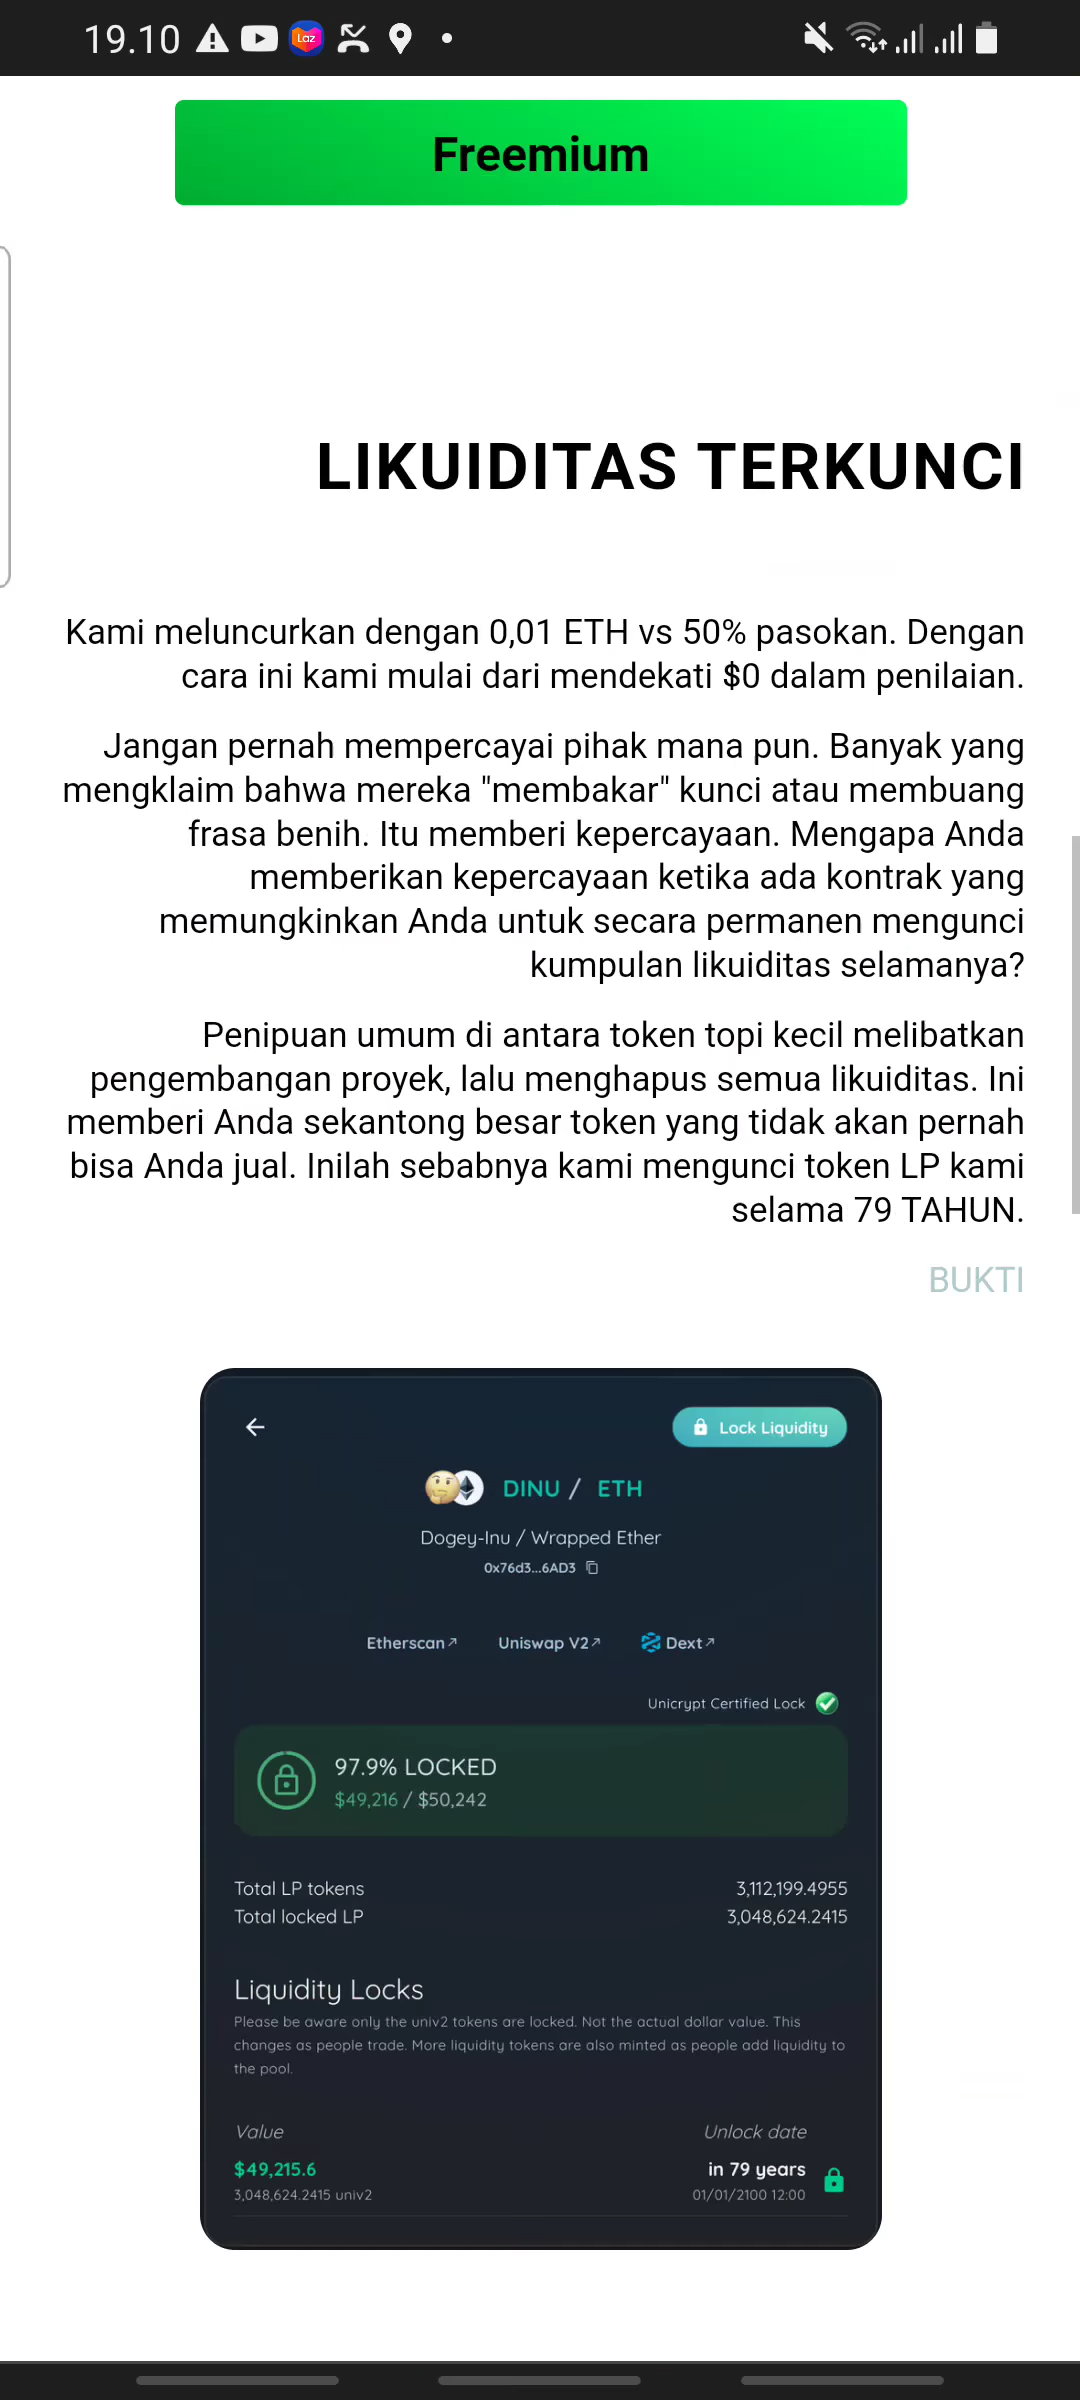 19.10
Laz
Freemium
LIKUIDITAS TERKUNCI
Kami meluncurkan dengan 0,01 ETH vs 50% pasokan. Dengan
cara ini kami mulai dari mendekati $0 dalam penilaian.
Jangan pernah mempercayai pihak mana pun. Banyak yang
mengklaim bahwa mereka "membakar" kunci atau membuang
frasa benih. Itu memberi kepercayaan. Mengapa Anda
memberikan kepercayaan ketika ada kontrak yang
memungkinkan Anda untuk secara permanen mengunci
kumpulan likuiditas selamanya?
Penipuan umum di antara token topi kecil melibatkan
pengembangan proyek, lalu menghapus semua likuiditas. Ini
memberi Anda sekantong besar token yang tidak akan pernah
bisa Anda jual. Inilah sebabnya kami mengunci token LP kami
selama 79 TAHUN.
BUKTI
Lock Liquidity
DINU / ETH
Dogey-Inu / Wrapped Ether
0x76d3...6AD3
Etherscan Uniswap V2 Dext
Unicrypt Certified Lock
97.9% LOCKED
$49,216 / $50,242
Total LP tokens 3,112,199.4955
Total locked LP 3,048,624.2415
Liquidity Locks
Please be aware only the univ2 tokens are locked. Not the actual dollar value. This
changes as people trade. More liquidity tokens are also minted as people add liquidity to
the pool.
Value Unlock date
$49,215.6 in 79 years
3,048,624.2415 univ2 01/01/2100 12:00